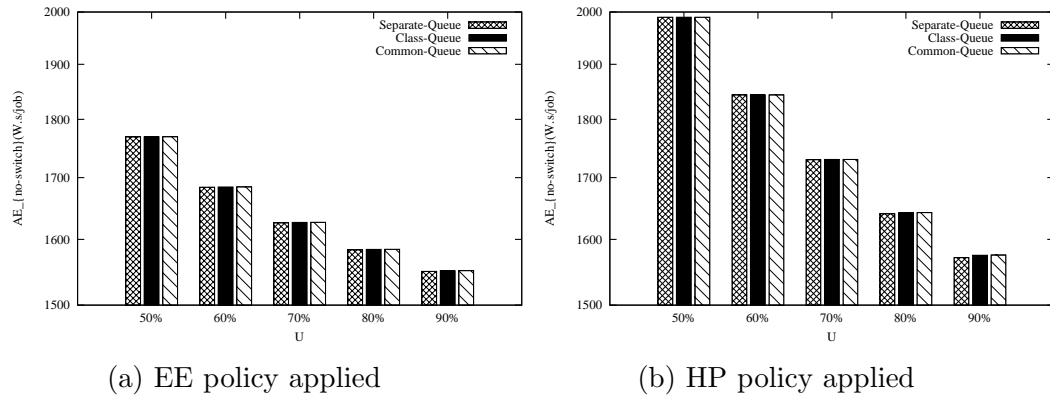 2000
1900
1800
1700
1600
1500
AE_{no-switch}(W.s/job)
Separate-Queue
Class-Queue
Common-Queue
50% 60% 70% 80% 90%
U
(a) EE policy applied
2000
1900
1800
1700
1600
1500
AE_{no-switch}(W.s/job)
Separate-Queue
Class-Queue
Common-Queue
50% 60% 70% 80% 90%
U
(b) HP policy applied